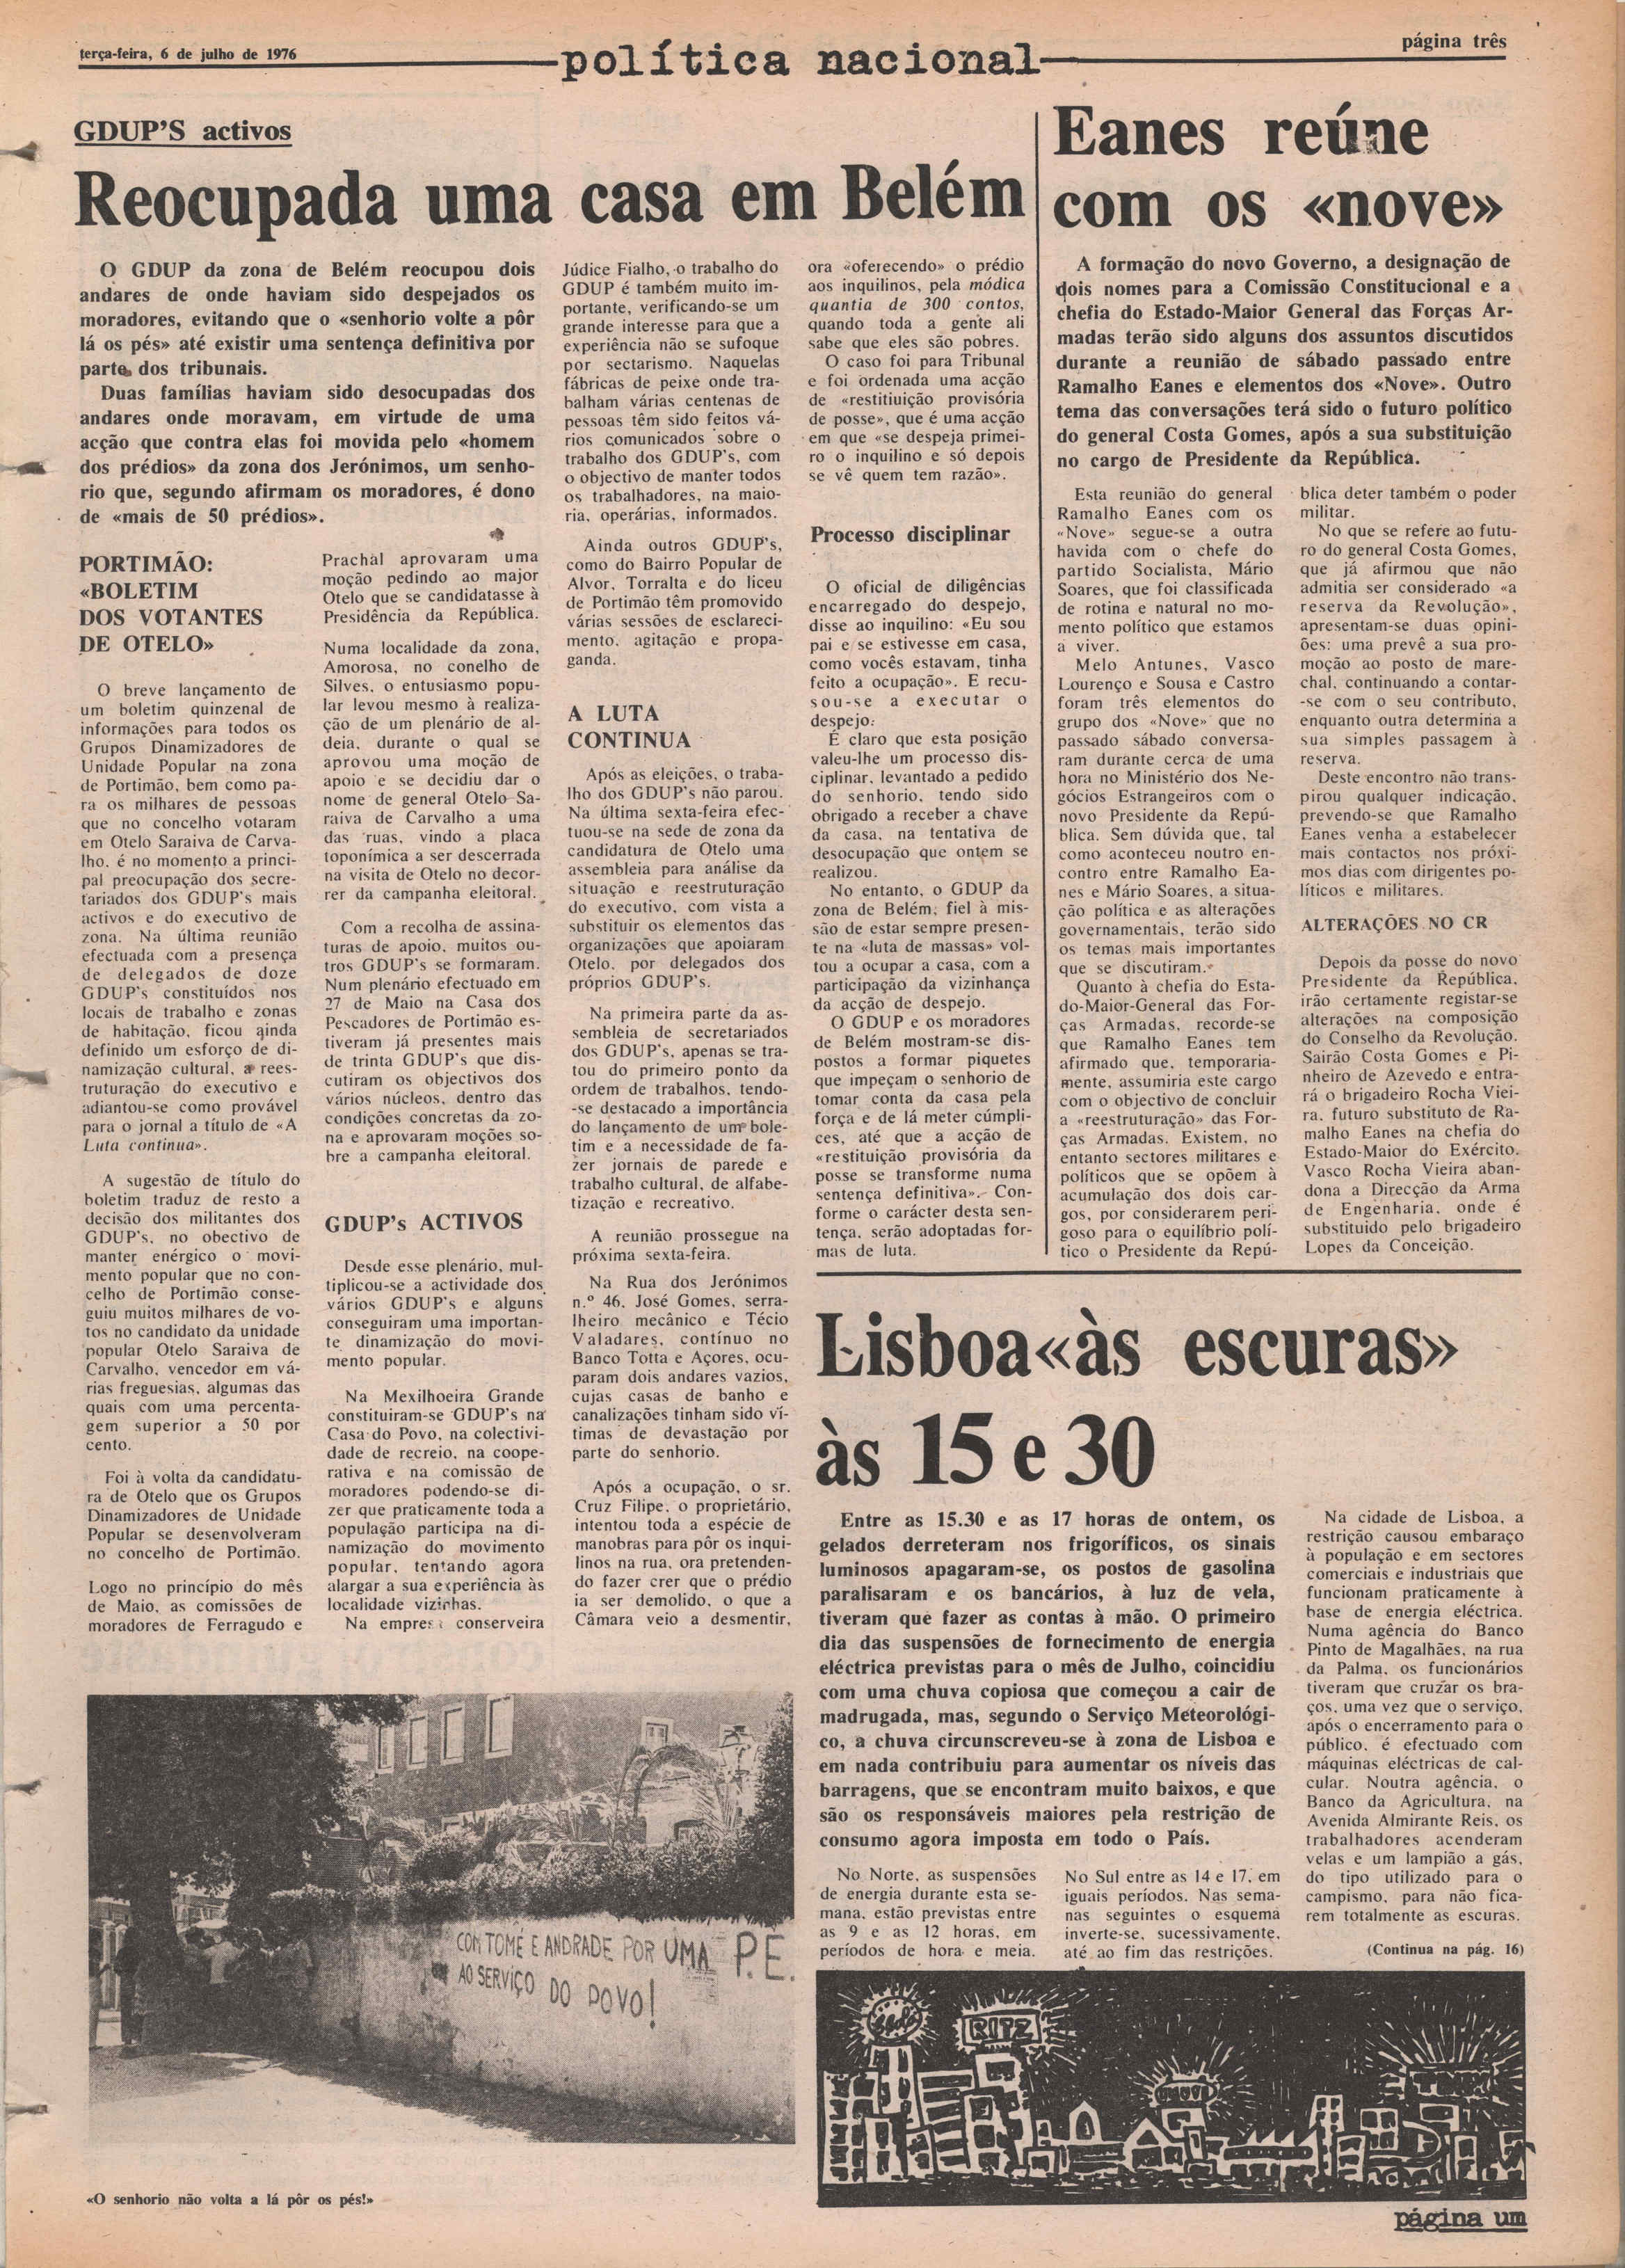 terça-feira, 6 de julho de 1976
política nacional
página três
GDUP'S activos
Reocupada uma casa em Belém
O GDUP da zona de Belém reocupou dois
andares de onde haviam sido despejados os
moradores, evitando que o «senhorio volte a pôr
lá os pés» até existir uma sentença definitiva por
parte dos tribunais.
Duas famílias haviam sido desocupadas dos
andares onde moravam, em virtude de uma
acção que contra elas foi movida pelo «homem
dos prédios» da zona dos Jerónimos, um senho-
rio que, segundo afirmam os moradores, é dono
de «mais de 50 prédios».
PORTIMÃO:
«BOLETIM
DOS VOTANTES
DE OTELO»
O breve lançamento de
um boletim quinzenal de
informações para todos os
Grupos Dinamizadores de
Unidade Popular na zona
de Portimão, bem como pa-
ra os milhares de pessoas
que no concelho votaram
em Otelo Saraiva de Carva-
lho, é no momento a princi-
pal preocupação dos secre-
tariados dos GDUP's mais
activos e do executivo de
zona. Na última reunião
efectuada com a presença
de delegados de doze
GDUP's constituídos nos
locais de trabalho e zonas
de habitação, ficou ainda
definido um esforço de di-
namização cultural, a rees-
truturação do executivo e
adiantou-se como provável
para o jornal a título de «A
Luta continua».
A sugestão de título do
boletim traduz de resto a
decisão dos militantes dos
GDUP's, no obectivo de
manter enérgico o movi-
mento popular que no con-
celho de Portimão conse-
guiu muitos milhares de vo-
tos no candidato da unidade
popular Otelo Saraiva de
Carvalho, vencedor em vá-
rias freguesias, algumas das
quais com uma percenta-
gem superior a 50 por
cento.
Foi à volta da candidatu-
ra de Otelo que os Grupos
Dinamizadores de Unidade
Popular se desenvolveram
no concelho de Portimão.
Logo no princípio do mês
de Maio, as comissões de
moradores de Ferragudo e
Prachal aprovaram uma
moção pedindo ao major
Otelo que se candidatasse à
Presidência da República.
Numa localidade da zona,
Amorosa, no conelho de
Silves, o entusiasmo popu-
lar levou mesmo à realiza-
ção de um plenário de al-
deia, durante o qual se
aprovou uma moção de
apoio e se decidiu dar o
nome de general Otelo Sa-
raiva de Carvalho a uma
das ruas, vindo a placa
toponímica a ser descerrada
na visita de Otelo no decor-
rer da campanha eleitoral.
Com a recolha de assina-
turas de apoio, muitos ou-
tros GDUP's se formaram.
Num plenário efectuado em
27 de Maio na Casa dos
Pescadores de Portimão es-
tiveram já presentes mais
de trinta GDUP's que dis-
cutiram os objectivos dos
vários núcleos, dentro das
condições concretas da zo-
na e aprovaram moções so-
bre a campanha eleitoral.
GDUP's ACTIVOS
Desde esse plenário, mul-
tiplicou-se a actividade dos
vários GDUP's e alguns
conseguiram uma importan-
te dinamização do movi-
mento popular.
Na Mexilhoeira Grande
constituiram-se GDUP's na
Casa do Povo, na colectivi-
dade de recreio, na coope-
rativa e na comissão de
moradores podendo-se di-
zer que praticamente toda a
população participa na di-
namização do movimento
popular, tentando agora
alargar a sua experiência às
localidade vizinhas.
Na empresa conserveira
Júdice Fialho, o trabalho do
GDUP é também muito im-
portante, verificando-se um
grande interesse para que a
experiência não se sufoque
por sectarismo. Naquelas
fábricas de peixe onde tra-
balham várias centenas de
pessoas têm sido feitos vá-
rios comunicados sobre o
trabalho dos GDUP's, com
o objectivo de manter todos
os trabalhadores, na maio-
ria, operárias, informados.
Ainda outros GDUP's,
como do Bairro Popular de
Alvor, Torralta e do liceu
de Portimão têm promovido
várias sessões de esclareci-
mento, agitação e propa-
ganda.
A LUTA
CONTINUA
Após as eleições, o traba-
lho dos GDUP's não parou.
Na última sexta-feira efec-
tuou-se na sede de zona da
candidatura de Otelo uma
assembleia para análise da
situação e reestruturação
do executivo, com vista a
substituir os elementos das
organizações que apoiaram
Otelo, por delegados dos
próprios GDUP's.
Na primeira parte da as-
sembleia de secretariados
dos GDUP's, apenas se tra-
tou do primeiro ponto da
ordem de trabalhos, tendo-
-se destacado a importância
do lançamento de um bole-
tim e a necessidade de fa-
zer jornais de parede e
trabalho cultural, de alfabe-
tização e recreativo.
A reunião prossegue na
próxima sexta-feira.
Na Rua dos Jerónimos
n.º 46, José Gomes, serra-
lheiro mecânico e Técio
Valadares, contínuo no
Banco Totta e Açores, ocu-
param dois andares vazios,
cujas casas de banho e
canalizações tinham sido ví-
timas de devastação por
parte do senhorio.
Após a ocupação, o sr.
Cruz Filipe, o proprietário,
intentou toda a espécie de
manobras para pôr os inqui-
linos na rua, ora pretenden-
do fazer crer que o prédio
ia ser demolido, o que a
Câmara veio a desmentir,
ora «oferecendo» o prédio
aos inquilinos, pela módica
quantia de 300 contos,
quando toda a gente ali
sabe que eles são pobres.
O caso foi para Tribunal
e foi ordenada uma acção
de «restitiuição provisória
de posse», que é uma acção
em que «se despeja primei-
ro o inquilino e só depois
se vê quem tem razão».
Processo disciplinar
O oficial de diligências
encarregado do despejo,
disse ao inquilino: «Eu sou
pai e se estivesse em casa,
como vocês estavam, tinha
feito a ocupação». E recu-
sou-se a executar o
despejo.
É claro que esta posição
valeu-lhe um processo dis-
ciplinar, levantado a pedido
do senhorio, tendo sido
obrigado a receber a chave
da casa, na tentativa de
desocupação que ontem se
realizou.
No entanto, o GDUP da
zona de Belém, fiel à mis-
são de estar sempre presen-
te na «luta de massas» vol-
tou a ocupar a casa, com a
participação da vizinhança
da acção de despejo.
O GDUP e os moradores
de Belém mostram-se dis-
postos a formar piquetes
que impeçam o senhorio de
tomar conta da casa pela
força e de lá meter cúmpli-
ces, até que a acção de
«restituição provisória da
posse se transforme numa
sentença definitiva». Con-
forme o carácter desta sen-
tença, serão adoptadas for-
mas de luta.
Eanes reúne
com os «nove»
A formação do novo Governo, a designação de
dois nomes para a Comissão Constitucional e a
chefia do Estado-Maior General das Forças Ar-
madas terão sido alguns dos assuntos discutidos
durante a reunião de sábado passado entre
Ramalho Eanes e elementos dos «Nove». Outro
tema das conversações terá sido o futuro político
do general Costa Gomes, após a sua substituição
no cargo de Presidente da República.
Esta reunião do general
Ramalho Eanes com os
«Nove» segue-se a outra
havida com o chefe do
partido Socialista, Mário
Soares, que foi classificada
de rotina e natural no mo-
mento político que estamos
a viver.
Melo Antunes, Vasco
Lourenço e Sousa e Castro
foram três elementos do
grupo dos «Nove» que no
passado sábado conversa-
ram durante cerca de uma
hora no Ministério dos Ne-
gócios Estrangeiros com o
novo Presidente da Repú-
blica. Sem dúvida que, tal
como aconteceu noutro en-
contro entre Ramalho Ea-
nes e Mário Soares, a situa-
ção política e as alterações
governamentais, terão sido
os temas mais importantes
que se discutiram.
Quanto à chefia do Esta-
do-Maior-General das For-
ças Armadas, recorde-se
que Ramalho Eanes tem
afirmado que, temporaria-
mente, assumiria este cargo
com o objectivo de concluir
a «reestruturação» das For-
ças Armadas. Existem, no
entanto sectores militares e
políticos que se opõem à
acumulação dos dois car-
gos, por considerarem peri-
goso para o equilíbrio polí-
tico o Presidente da Repú-
blica deter também o poder
militar.
No que se refere ao futu-
ro do general Costa Gomes,
que já afirmou que não
admitia ser considerado «a
reserva da Revolução»,
apresentam-se duas opini-
ões: uma prevê a sua pro-
moção ao posto de mare-
chal, continuando a contar-
-se com o seu contributo,
enquanto outra determina a
sua simples passagem à
reserva.
Deste encontro não trans-
pirou qualquer indicação,
prevendo-se que Ramalho
Eanes venha a estabelecer
mais contactos nos próxi-
mos dias com dirigentes po-
líticos e militares.
ALTERAÇÕES NO CR
Depois da posse do novo
Presidente da República,
irão certamente registar-se
alterações na composição
do Conselho da Revolução.
Sairão Costa Gomes e Pi-
nheiro de Azevedo e entra-
rá o brigadeiro Rocha Viei-
ra, futuro substituto de Ra-
malho Eanes na chefia do
Estado-Maior do Exército.
Vasco Rocha Vieira aban-
dona a Direcção da Arma
de Engenharia, onde é
substituido pelo brigadeiro
Lopes da Conceição.
Lisboa «às escuras»
às 15 e 30
Entre as 15.30 e as 17 horas de ontem, os
gelados derreteram nos frigoríficos, os sinais
luminosos apagaram-se, os postos de gasolina
paralisaram e os bancários, à luz de vela,
tiveram que fazer as contas à mão. O primeiro
dia das suspensões de fornecimento de energia
eléctrica previstas para o mês de Julho, coincidiu
com uma chuva copiosa que começou a cair de
madrugada, mas, segundo o Serviço Meteorológi-
co, a chuva circunscreveu-se à zona de Lisboa e
em nada contribuiu para aumentar os níveis das
barragens, que se encontram muito baixos, e que
são os responsáveis maiores pela restrição de
consumo agora imposta em todo o País.
No Norte, as suspensões
de energia durante esta se-
mana, estão previstas entre
as 9 e as 12 horas, em
períodos de hora e meia.
No Sul entre as 14 e 17, em
iguais períodos. Nas sema-
nas seguintes o esquema
inverte-se, sucessivamente,
até ao fim das restrições.
Na cidade de Lisboa, a
restrição causou embaraço
à população e em sectores
comerciais e industriais que
funcionam praticamente à
base de energia eléctrica.
Numa agência do Banco
Pinto de Magalhães, na rua
da Palma, os funcionários
tiveram que cruzar os bra-
ços, uma vez que o serviço,
após o encerramento para o
público, é efectuado com
máquinas eléctricas de cal-
cular. Noutra agência, o
Banco da Agricultura, na
Avenida Almirante Reis, os
trabalhadores acenderam
velas e um lampião a gás,
do tipo utilizado para o
campismo, para não fica-
rem totalmente as escuras.
(Continua na pág. 16)
COM TOMÉ E ANDRADE POR UMA P.E.
AO SERVIÇO DO POVO!
«O senhorio não volta a lá pôr os pés!»
RITZ
página um